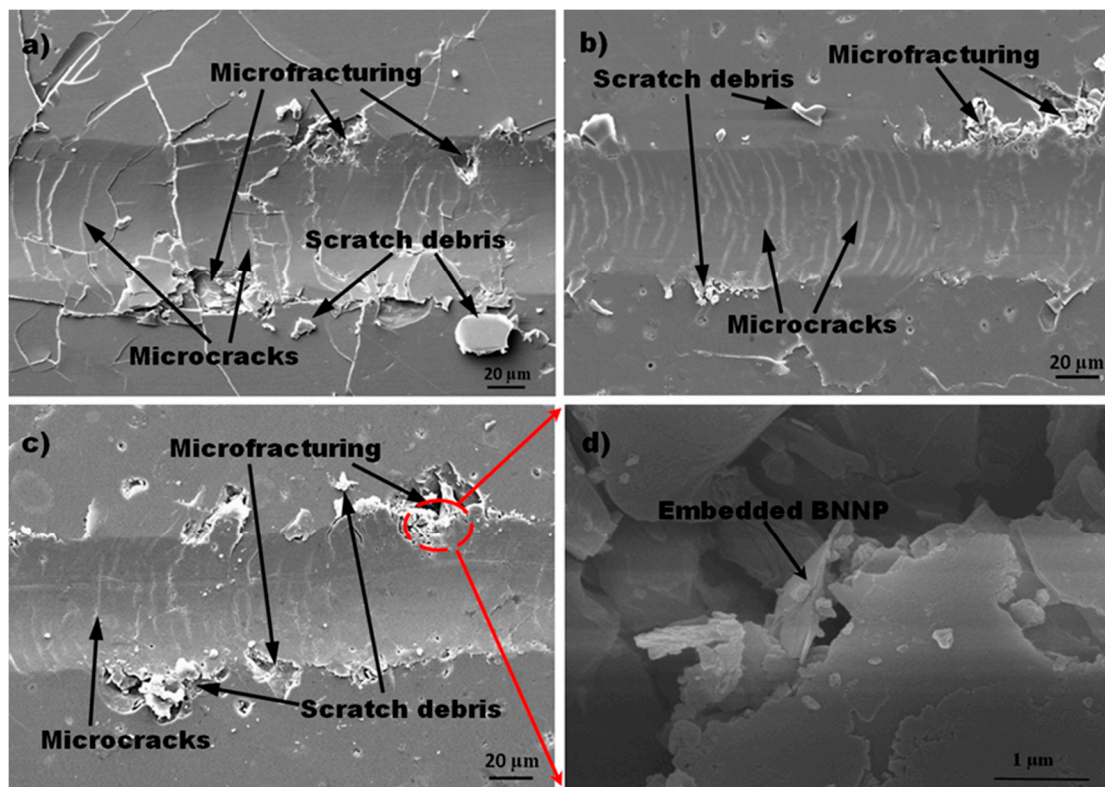 a)
Microfracturing
Scratch debris
Microcracks
20 µm
b)
Scratch debris
Microfracturing
Microcracks
20 µm
c)
Microfracturing
Scratch debris
Microcracks
20 µm
d)
Embedded BNNP
1 µm